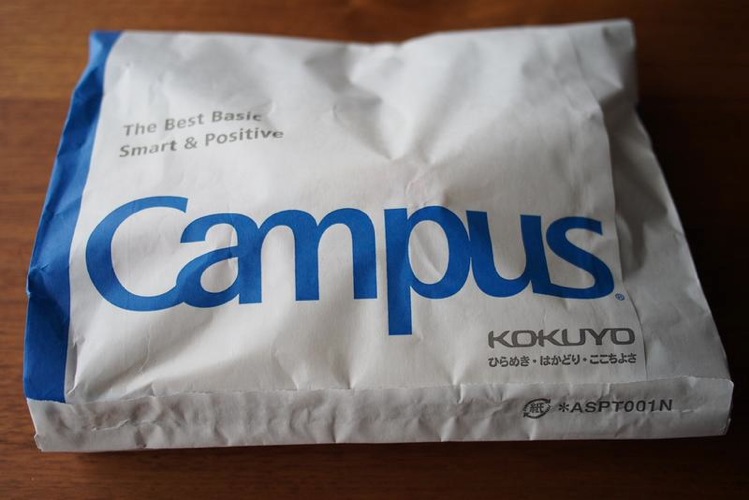 The Best Basic
Smart & Positive
Campus®
KOKUYO
ひらめき・はかどり・ここちよさ
紙 *ASPT001N